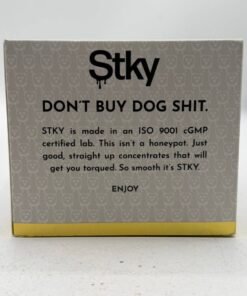 Stky
DON'T BUY DOG SHIT.
STKY is made in an ISO 9001 cGMP
certified lab. This isn't a honeypot. Just
good, straight up concentrates that will
get you torqued. So smooth it's STKY.
ENJOY